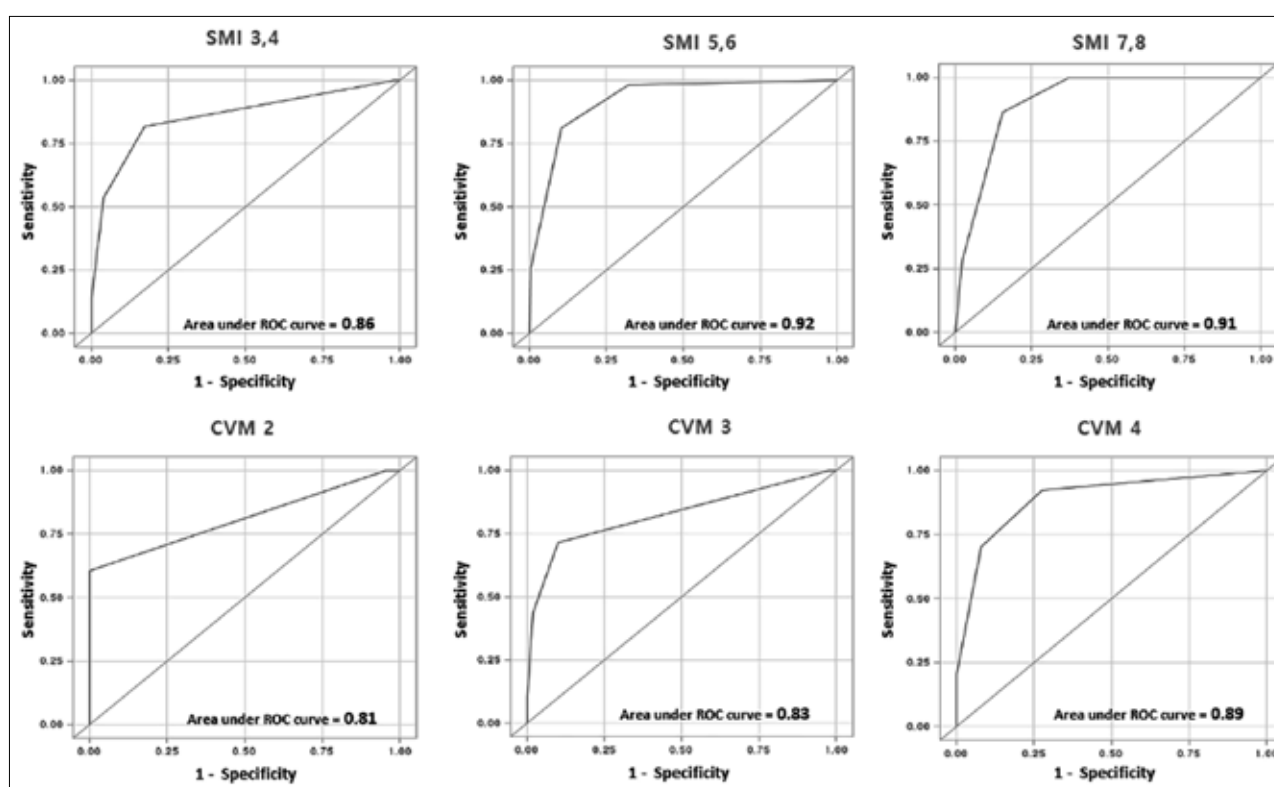 SMI 3,4
1.00
0.75
0.50
0.25
0.00
Sensitivity
Area under ROC curve = 0.86
0.00 0.25 0.50 0.75 1.00
1 - Specificity
SMI 5,6
1.00
0.75
0.50
0.25
0.00
Sensitivity
Area under ROC curve = 0.92
0.00 0.25 0.50 0.75 1.00
1 - Specificity
SMI 7,8
1.00
0.75
0.50
0.25
0.00
Sensitivity
Area under ROC curve = 0.91
0.00 0.25 0.50 0.75 1.00
1 - Specificity
CVM 2
1.00
0.75
0.50
0.25
0.00
Sensitivity
Area under ROC curve = 0.81
0.00 0.25 0.50 0.75 1.00
1 - Specificity
CVM 3
1.00
0.75
0.50
0.25
0.00
Sensitivity
Area under ROC curve = 0.83
0.00 0.25 0.50 0.75 1.00
1 - Specificity
CVM 4
1.00
0.75
0.50
0.25
0.00
Sensitivity
Area under ROC curve = 0.89
0.00 0.25 0.50 0.75 1.00
1 - Specificity